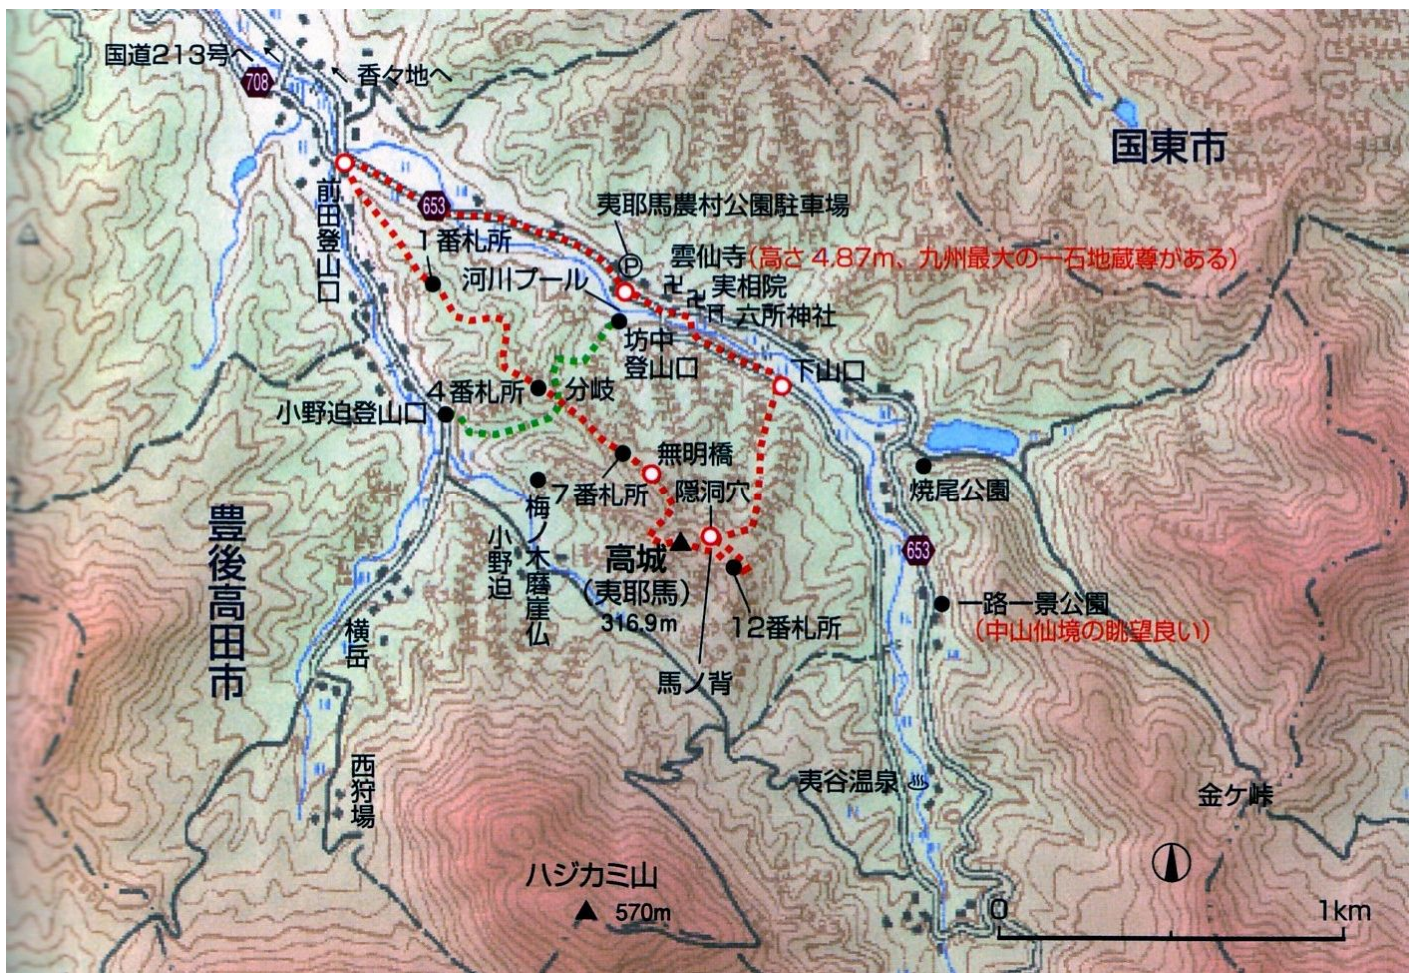 国道213号へ
香々地へ
708
国東市
前田登山口
653
夷耶馬農村公園駐車場
1番札所
P
雲仙寺(高さ 4.87m、九州最大の一石地蔵尊がある)
河川プール
実相院
六所神社
坊中
登山口
下山口
4番札所
分岐
小野迫登山口
無明橋
7番札所
隠洞穴
焼尾公園
梅ノ木磨崖仏
小野迫
豊後高田市
高城
(夷耶馬)
316.9m
653
一路一景公園
(中山仙境の眺望良い)
12番札所
横岳
馬ノ背
西狩場
夷谷温泉
金ケ峠
ハジカミ山
570m
0
1km